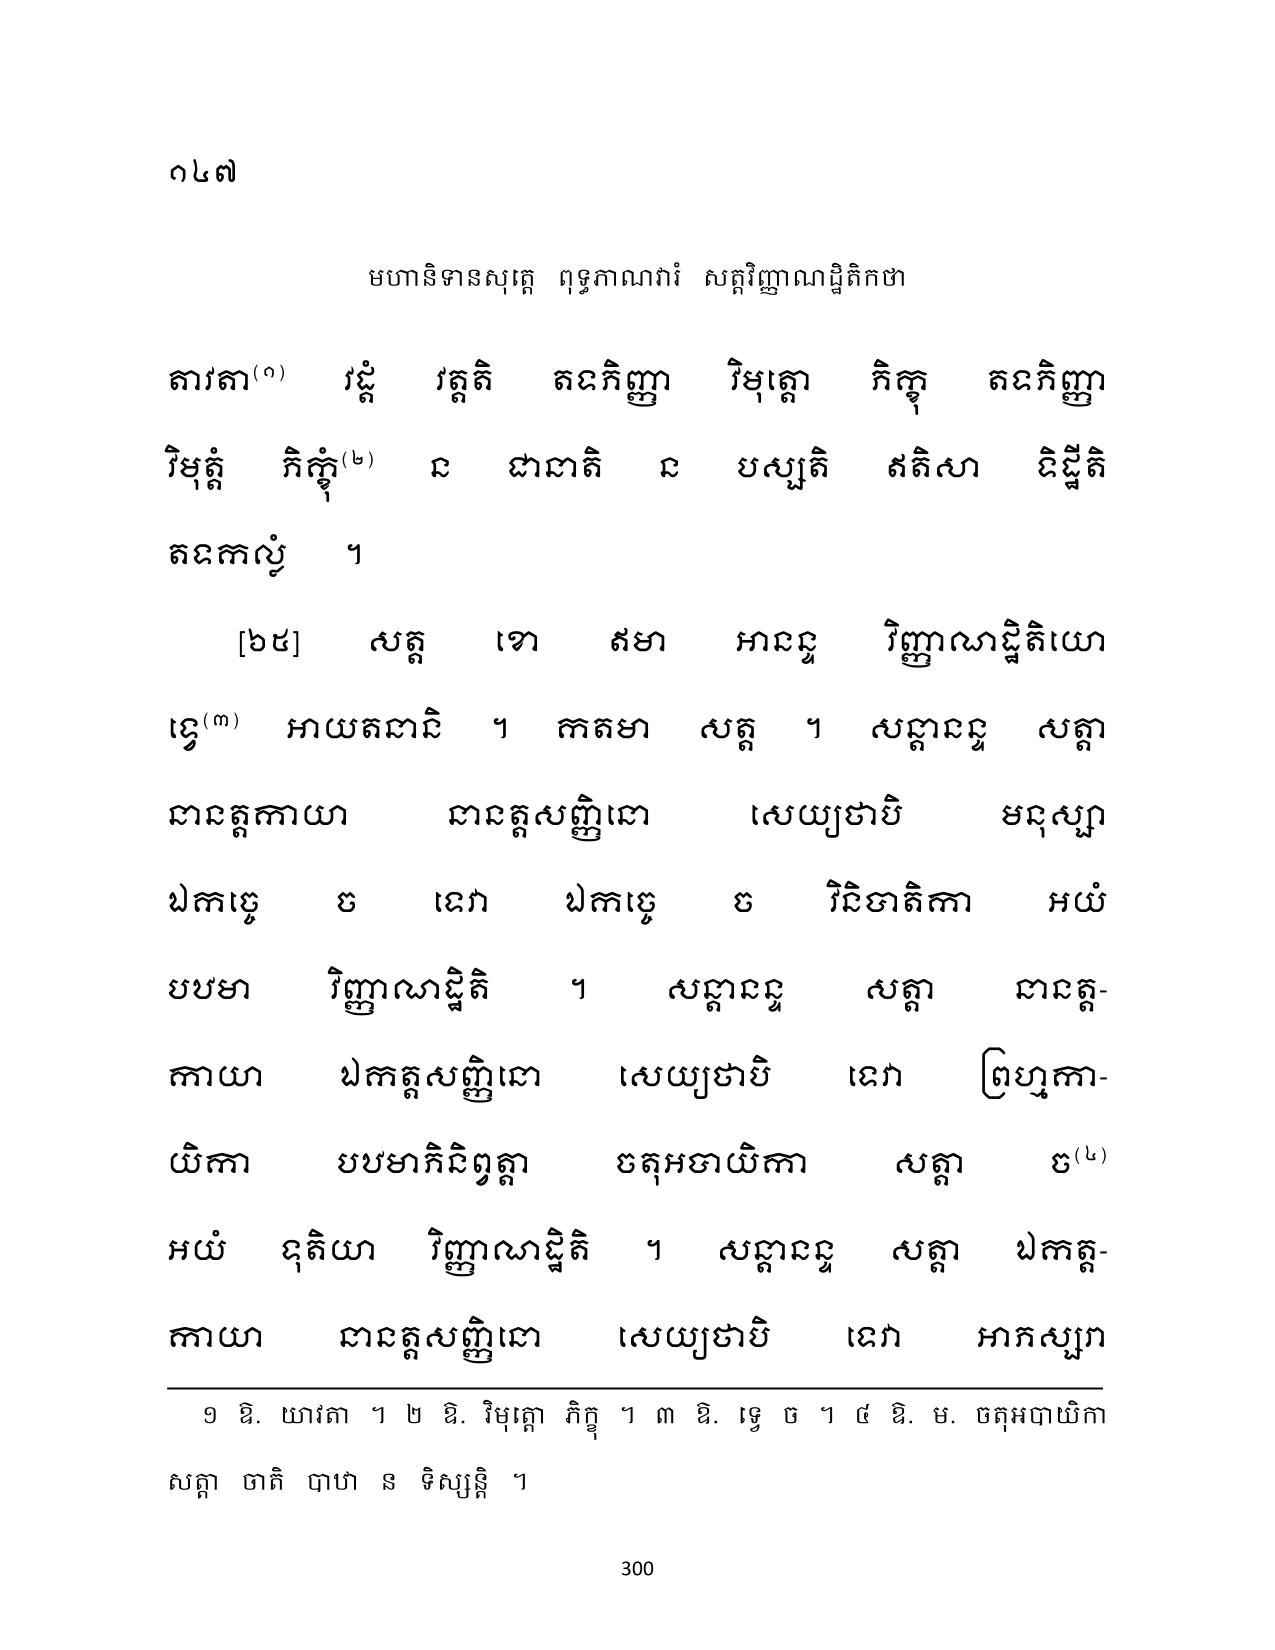 ១៤៧
មហានិទានសុត្តេ ពុទ្ធភាណវារំ សត្តវិញ្ញាណដ្ឋិតិកថា
តាវតា(១) វដ្តំ វត្តតិ តទភិញ្ញា វិមុត្តោ ភិក្ខុ តទភិញ្ញា
វិមុត្តំ ភិក្ខុំ(២) ន ជានាតិ ន បស្សតិ ឥតិសា ទិដ្ឋីតិ
តទកល្លំ ។
[៦៥] សត្ត ខោ ឥមា អានន្ទ វិញ្ញាណដ្ឋិតិយោ
ទ្វេ(៣) អាយតនានិ ។ កតមា សត្ត ។ សន្តានន្ទ សត្តា
នានត្តកាយា នានត្តសញ្ញិនោ សេយ្យថាបិ មនុស្សា
ឯកច្ចេ ច ទេវា ឯកច្ចេ ច វិនិបាតិកា អយំ
បឋមា វិញ្ញាណដ្ឋិតិ ។ សន្តានន្ទ សត្តា នានត្ត-
កាយា ឯកត្តសញ្ញិនោ សេយ្យថាបិ ទេវា ព្រហ្មកា-
យិកា បឋមាភិនិព្វត្តា ចតុអបាយិកា សត្តា ច(៤)
អយំ ទុតិយា វិញ្ញាណដ្ឋិតិ ។ សន្តានន្ទ សត្តា ឯកត្ត-
កាយា នានត្តសញ្ញិនោ សេយ្យថាបិ ទេវា អាភស្សរា
១ ឱ. យាវតា ។ ២ ឱ. វិមុត្តោ ភិក្ខុ ។ ៣ ឱ. ទ្វេ ច ។ ៤ ឱ. ម. ចតុអបាយិកា
សត្តា ចាតិ បាឋា ន ទិស្សន្តិ ។
300